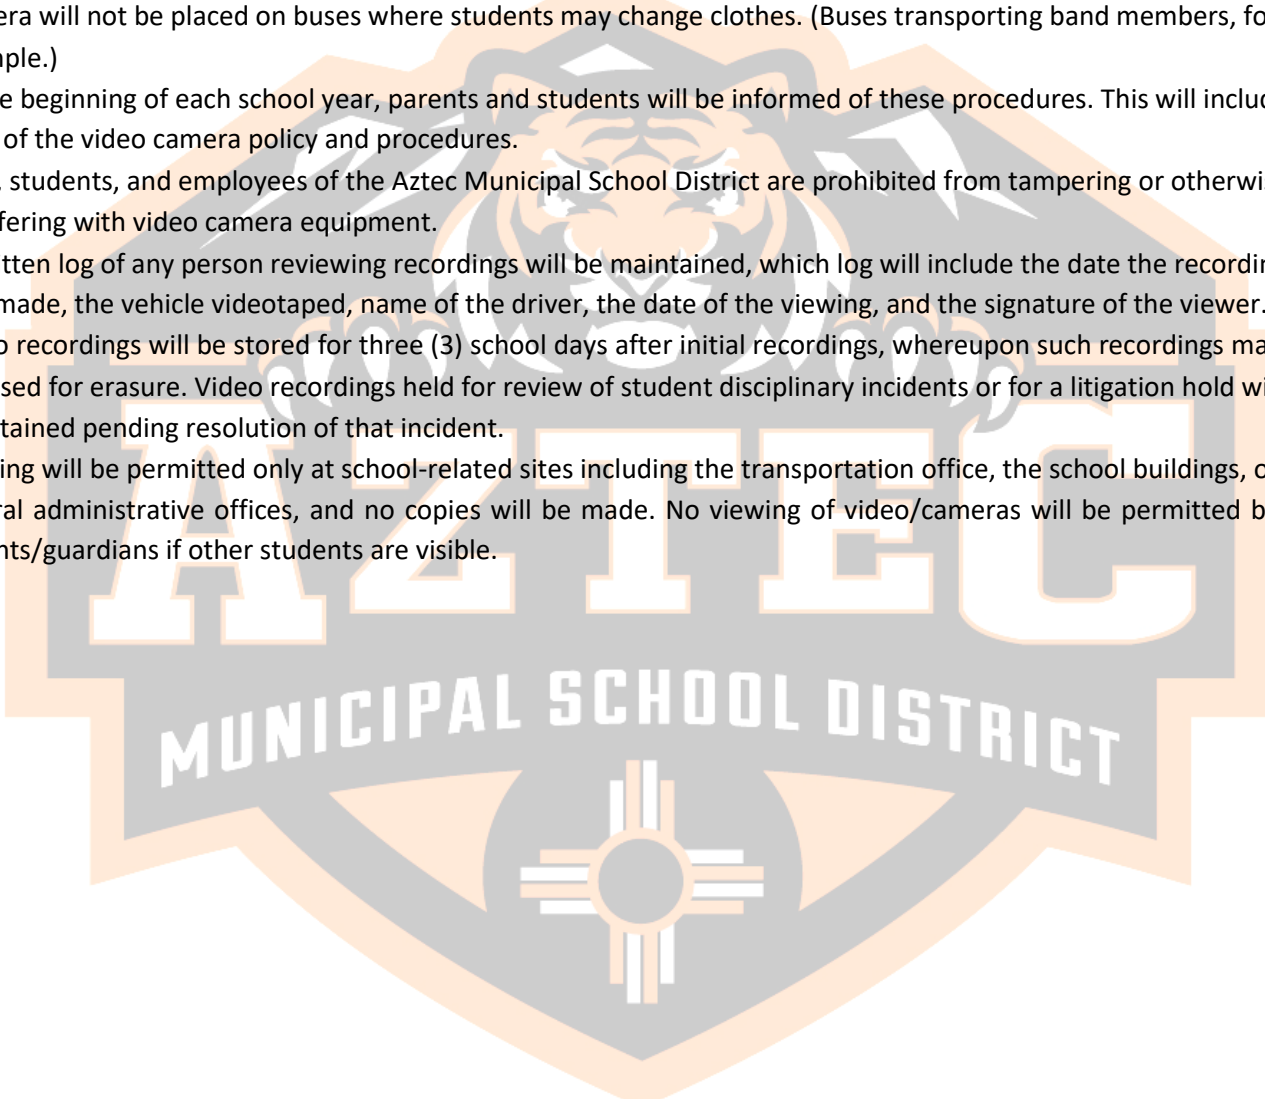 era will not be placed on buses where students may change clothes. (Buses transporting band members, fo
nple.)
e beginning of each school year, parents and students will be informed of these procedures. This will includ
of the video camera policy and procedures.
, students, and employees of the Aztec Municipal School District are prohibited from tampering or otherwis
fering with video camera equipment.
tten log of any person reviewing recordings will be maintained, which log will include the date the recordin
made, the vehicle videotaped, name of the driver, the date of the viewing, and the signature of the viewer.
o recordings will be stored for three (3) school days after initial recordings, whereupon such recordings ma
sed for erasure. Video recordings held for review of student disciplinary incidents or for a litigation hold wi
tained pending resolution of that incident.
ing will be permitted only at school-related sites including the transportation office, the school buildings, o
ral administrative offices, and no copies will be made. No viewing of video/cameras will be permitted b
nts/guardians if other students are visible.
AZTEC
MUNICIPAL SCHOOL DISTRICT